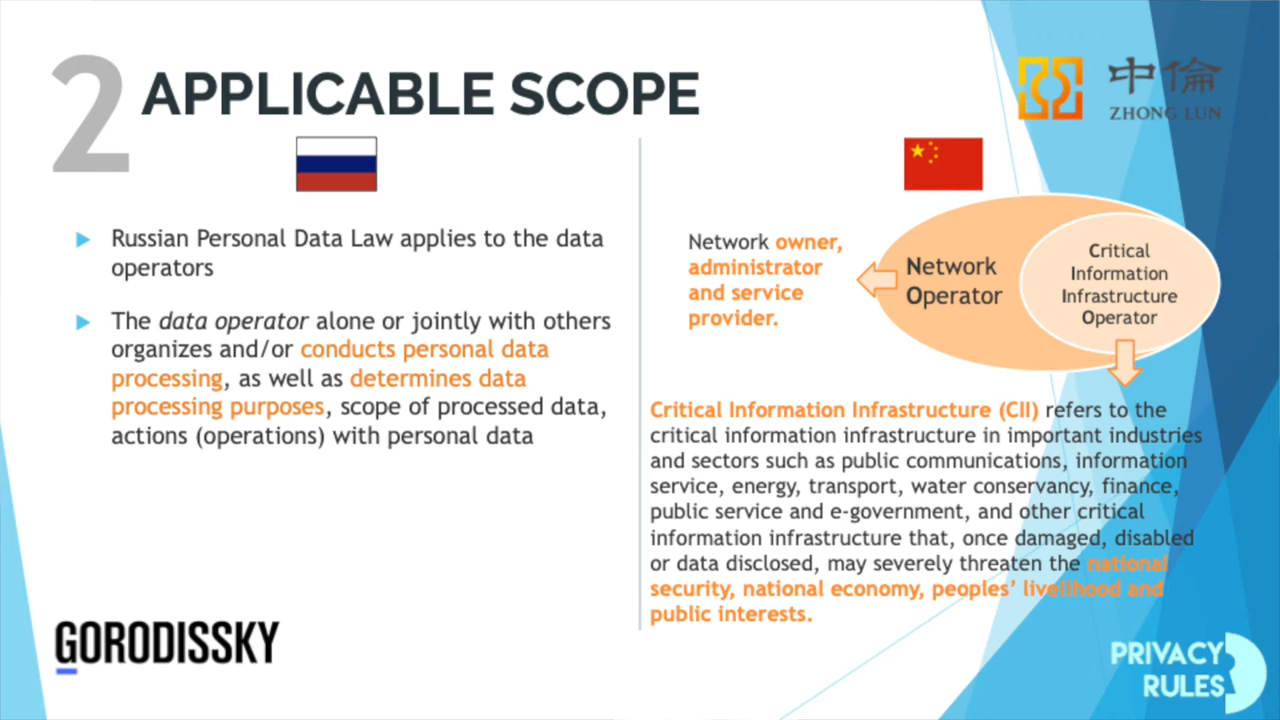 2 APPLICABLE SCOPE
中倫
ZHONG LUN
Russian Personal Data Law applies to the data
operators
The data operator alone or jointly with others
organizes and/or conducts personal data
processing, as well as determines data
processing purposes, scope of processed data,
actions (operations) with personal data
GORODISSKY
Network owner,
administrator
and service
provider.
Network
Operator
Critical
Information
Infrastructure
Operator
Critical Information Infrastructure (CII) refers to the
critical information infrastructure in important industries
and sectors such as public communications, information
service, energy, transport, water conservancy, finance,
public service and e-government, and other critical
information infrastructure that, once damaged, disabled
or data disclosed, may severely threaten the national
security, national economy, peoples’ livelihood and
public interests.
PRIVACY
RULES